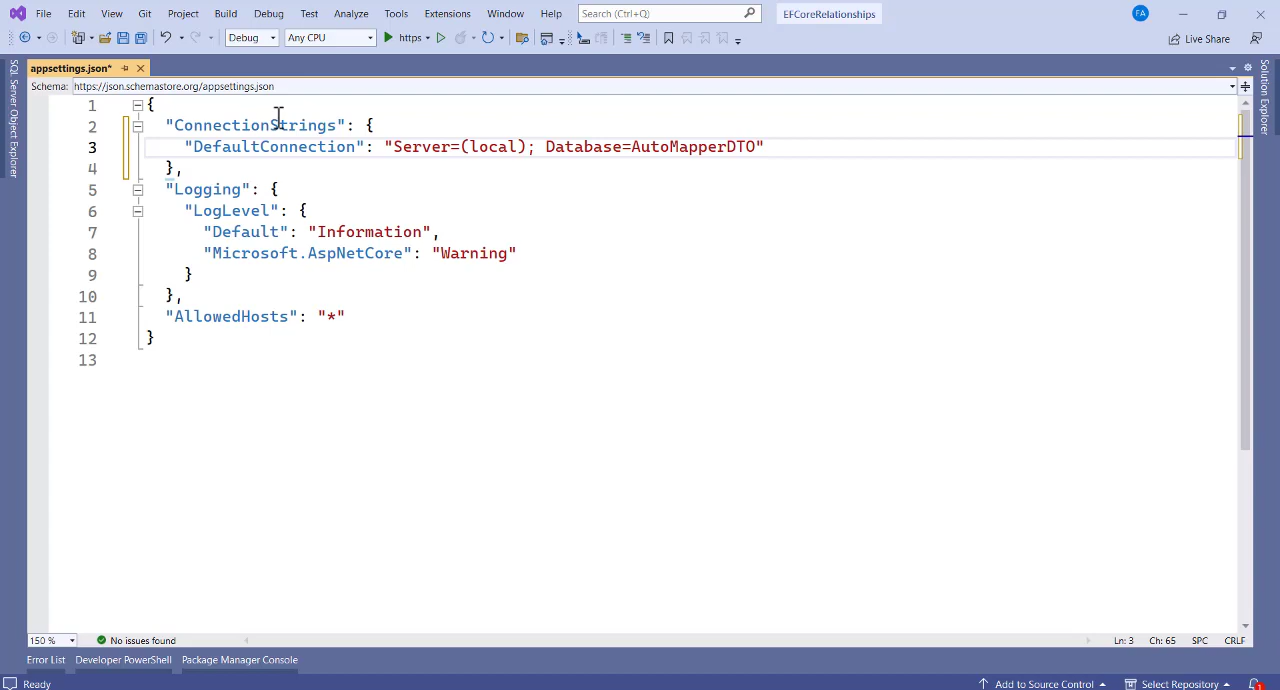 File Edit View Git Project Build Debug Test Analyze Tools Extensions Window Help Search (Ctrl+Q) EFCoreRelationships FA
Debug Any CPU https Live Share
appsettings.json*
Schema: https://json.schemastore.org/appsettings.json
SQL Server Object Explorer
Solution Explorer
1 {
2 "ConnectionStrings": {
3 "DefaultConnection": "Server=(local); Database=AutoMapperDTO"
4 },
5 "Logging": {
6 "LogLevel": {
7 "Default": "Information",
8 "Microsoft.AspNetCore": "Warning"
9 }
10 },
11 "AllowedHosts": "*"
12 }
13
150 % No issues found Ln: 3 Ch: 65 SPC CRLF
Error List Developer PowerShell Package Manager Console
Ready Add to Source Control Select Repository 1